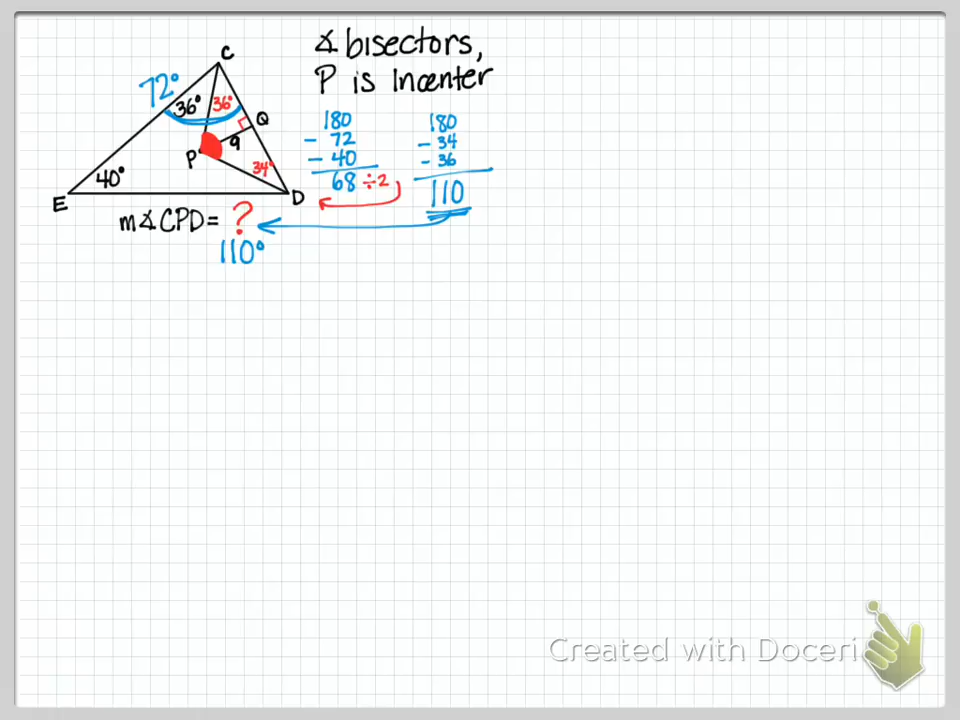 ∡ bisectors,
P is Incenter
C
72°
36° 36°
Q
9
P
34°
40°
E
D
180
- 72
- 40
68 ÷2
180
- 34
- 36
110
m∡CPD= ?
110°
Created with Doceri